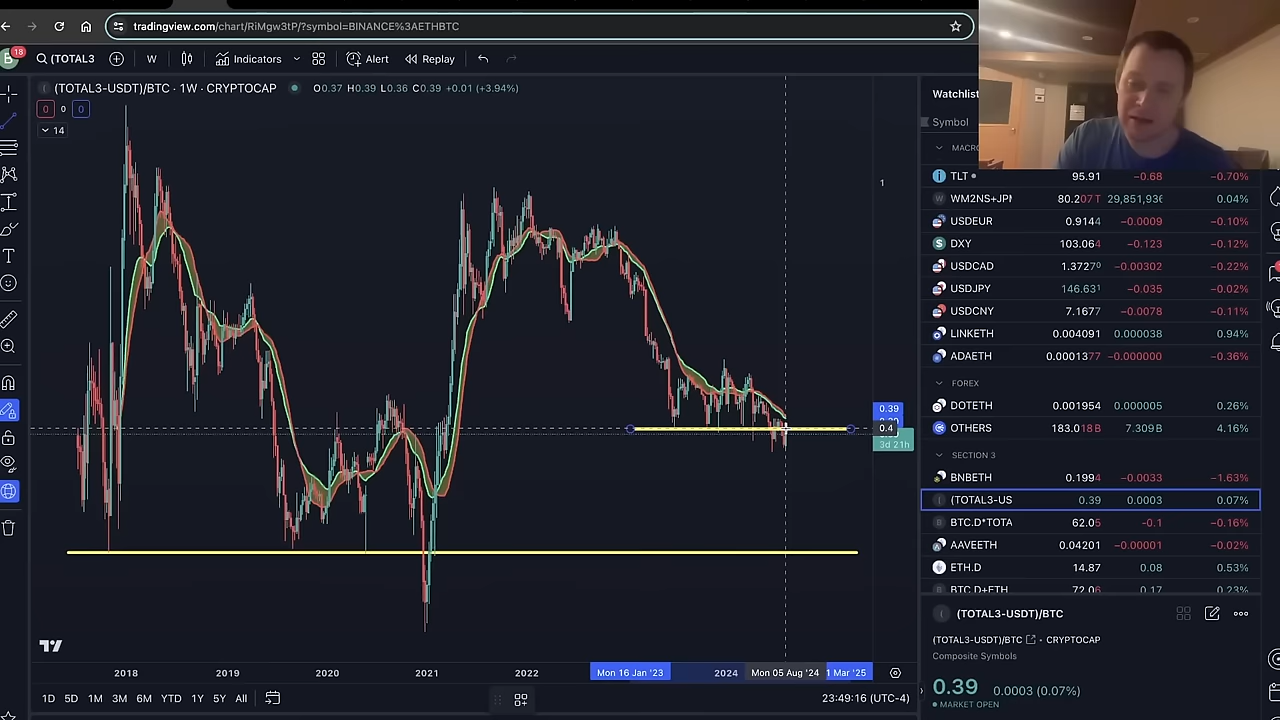 tradingview.com/chart/RiMgw3tP/?symbol=BINANCE%3AETHBTC
18
(TOTAL3 W Indicators Alert Replay
(TOTAL3-USDT)/BTC · 1W · CRYPTOCAP O0.37 H0.39 L0.36 C0.39 +0.01 (+3.94%)
0 0 0
14
1
0.39
0.4
3d 21h
2018 2019 2020 2021 2022 Mon 16 Jan '23 2024 Mon 05 Aug '24 1 Mar '25
1D 5D 1M 3M 6M YTD 1Y 5Y All 23:49:16 (UTC-4)
Watchlist
Symbol
MACRO
TLT 95.91 −0.68 −0.70%
WM2NS+JPN 80.207T 29,851,936 0.04%
USDEUR 0.9144 −0.0009 −0.10%
DXY 103.064 −0.123 −0.12%
USDCAD 1.37270 −0.00302 −0.22%
USDJPY 146.631 −0.035 −0.02%
USDCNY 7.1677 −0.0078 −0.11%
LINKETH 0.004091 0.000038 0.94%
ADAETH 0.0001377 −0.000000 −0.36%
FOREX
DOTETH 0.001954 0.000005 0.26%
OTHERS 183.018B 7.309B 4.16%
SECTION 3
BNBETH 0.1994 −0.0033 −1.63%
(TOTAL3-US 0.39 0.0003 0.07%
BTC.D*TOTA 62.05 −0.1 −0.16%
AAVEETH 0.04201 −0.00001 −0.02%
ETH.D 14.87 0.08 0.53%
BTC.D+ETH 72.06 0.17 0.23%
(TOTAL3-USDT)/BTC
(TOTAL3-USDT)/BTC · CRYPTOCAP
Composite Symbols
0.39 0.0003 (0.07%)
MARKET OPEN